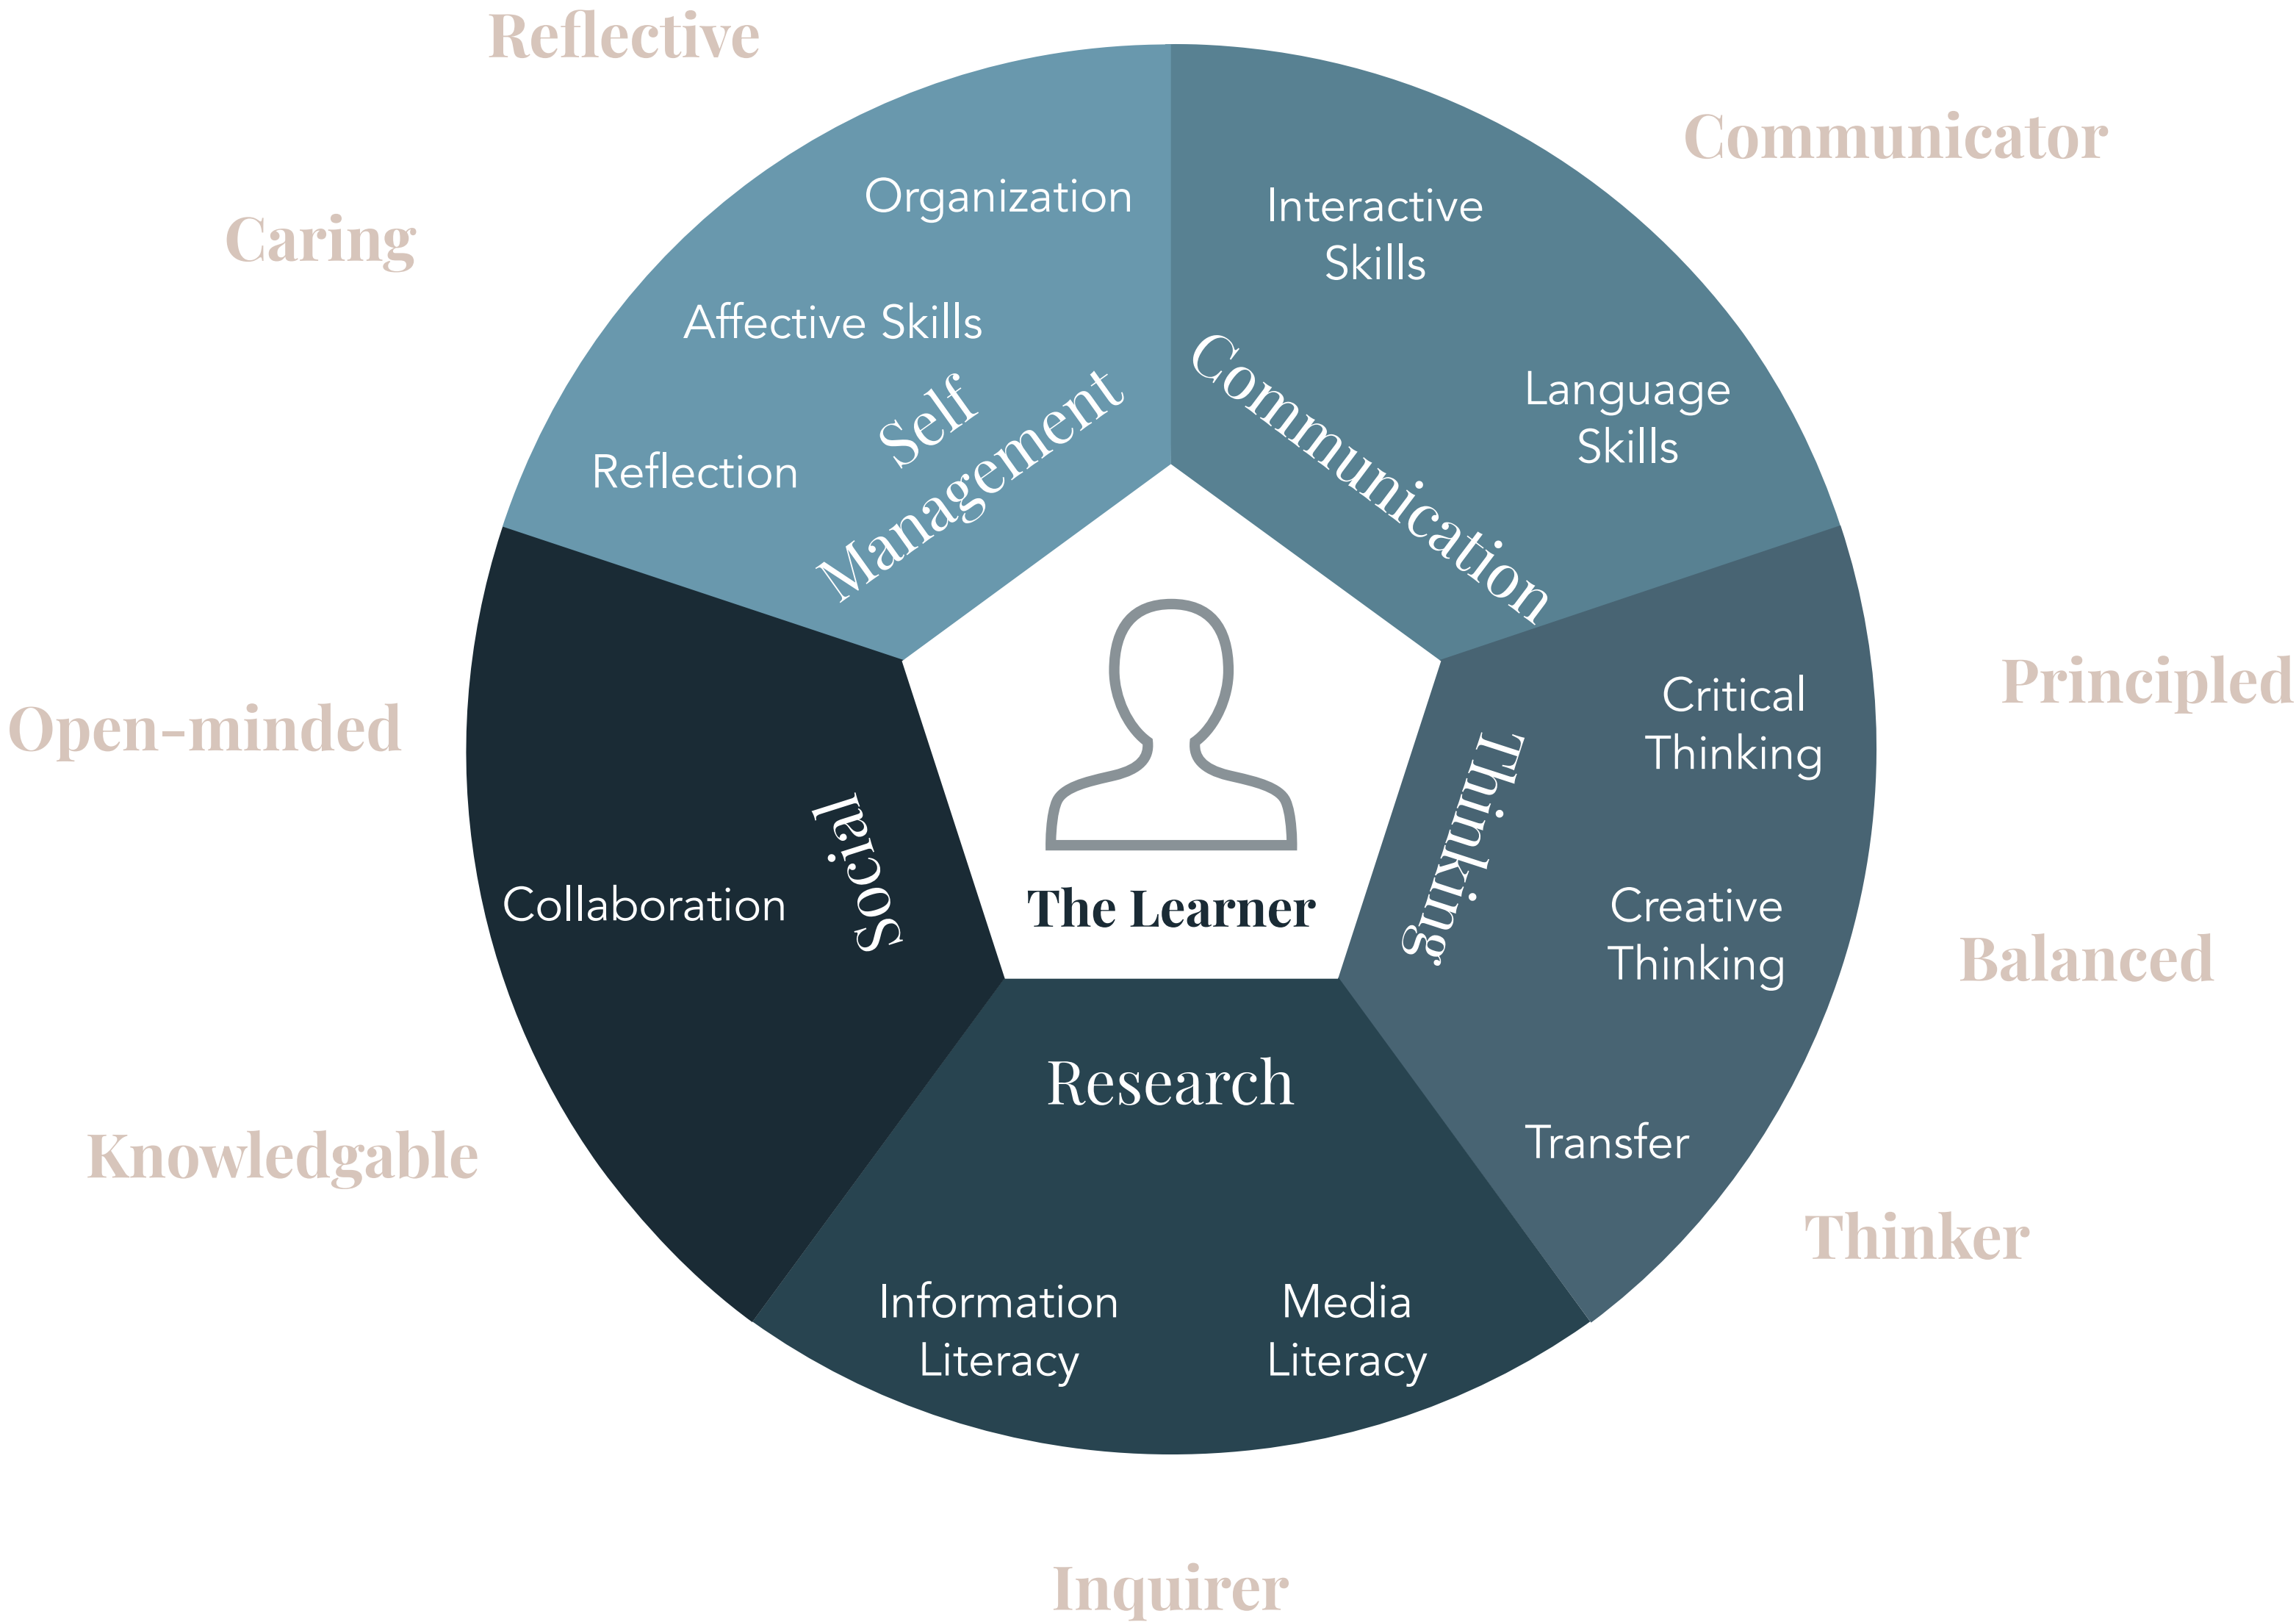 Reflective
Communicator
Caring
Organization
Interactive
Skills
Affective Skills
Language
Skills
Reflection
Self
Management
Communication
Open-minded
Principled
Critical
Thinking
Social
Collaboration
The Learner
Thinking
Creative
Thinking
Balanced
Research
Knowledgable
Transfer
Thinker
Information
Literacy
Media
Literacy
Inquirer